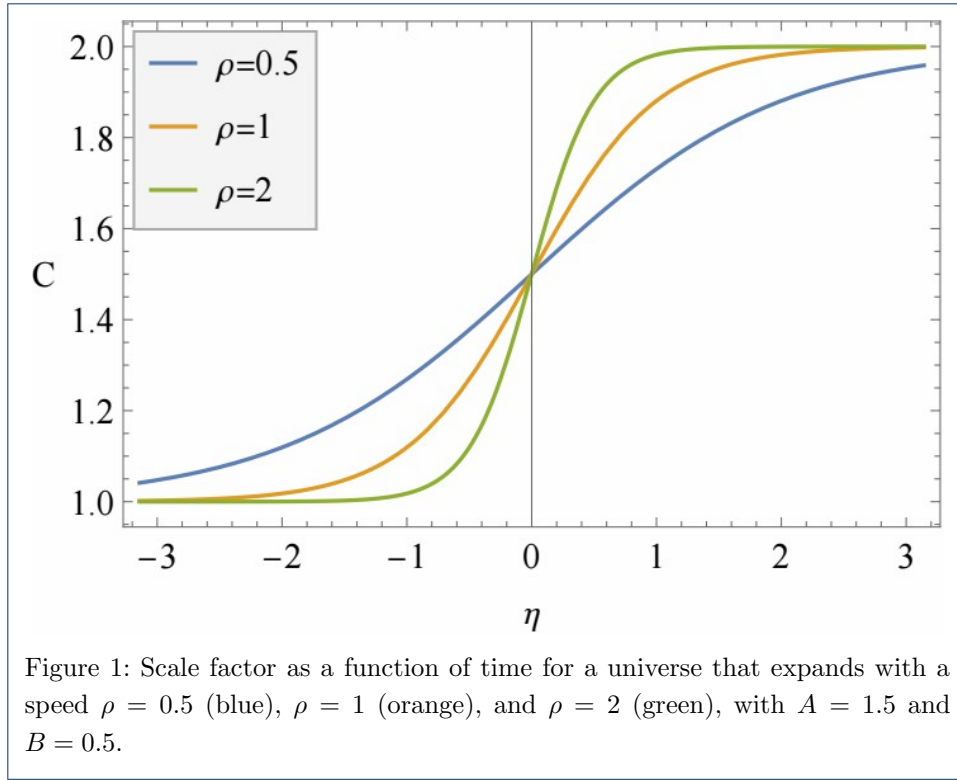 ρ=0.5
ρ=1
ρ=2
2.0
1.8
1.6
C
1.4
1.2
1.0
−3 −2 −1 0 1 2 3
η
Figure 1: Scale factor as a function of time for a universe that expands with a
speed ρ = 0.5 (blue), ρ = 1 (orange), and ρ = 2 (green), with A = 1.5 and
B = 0.5.